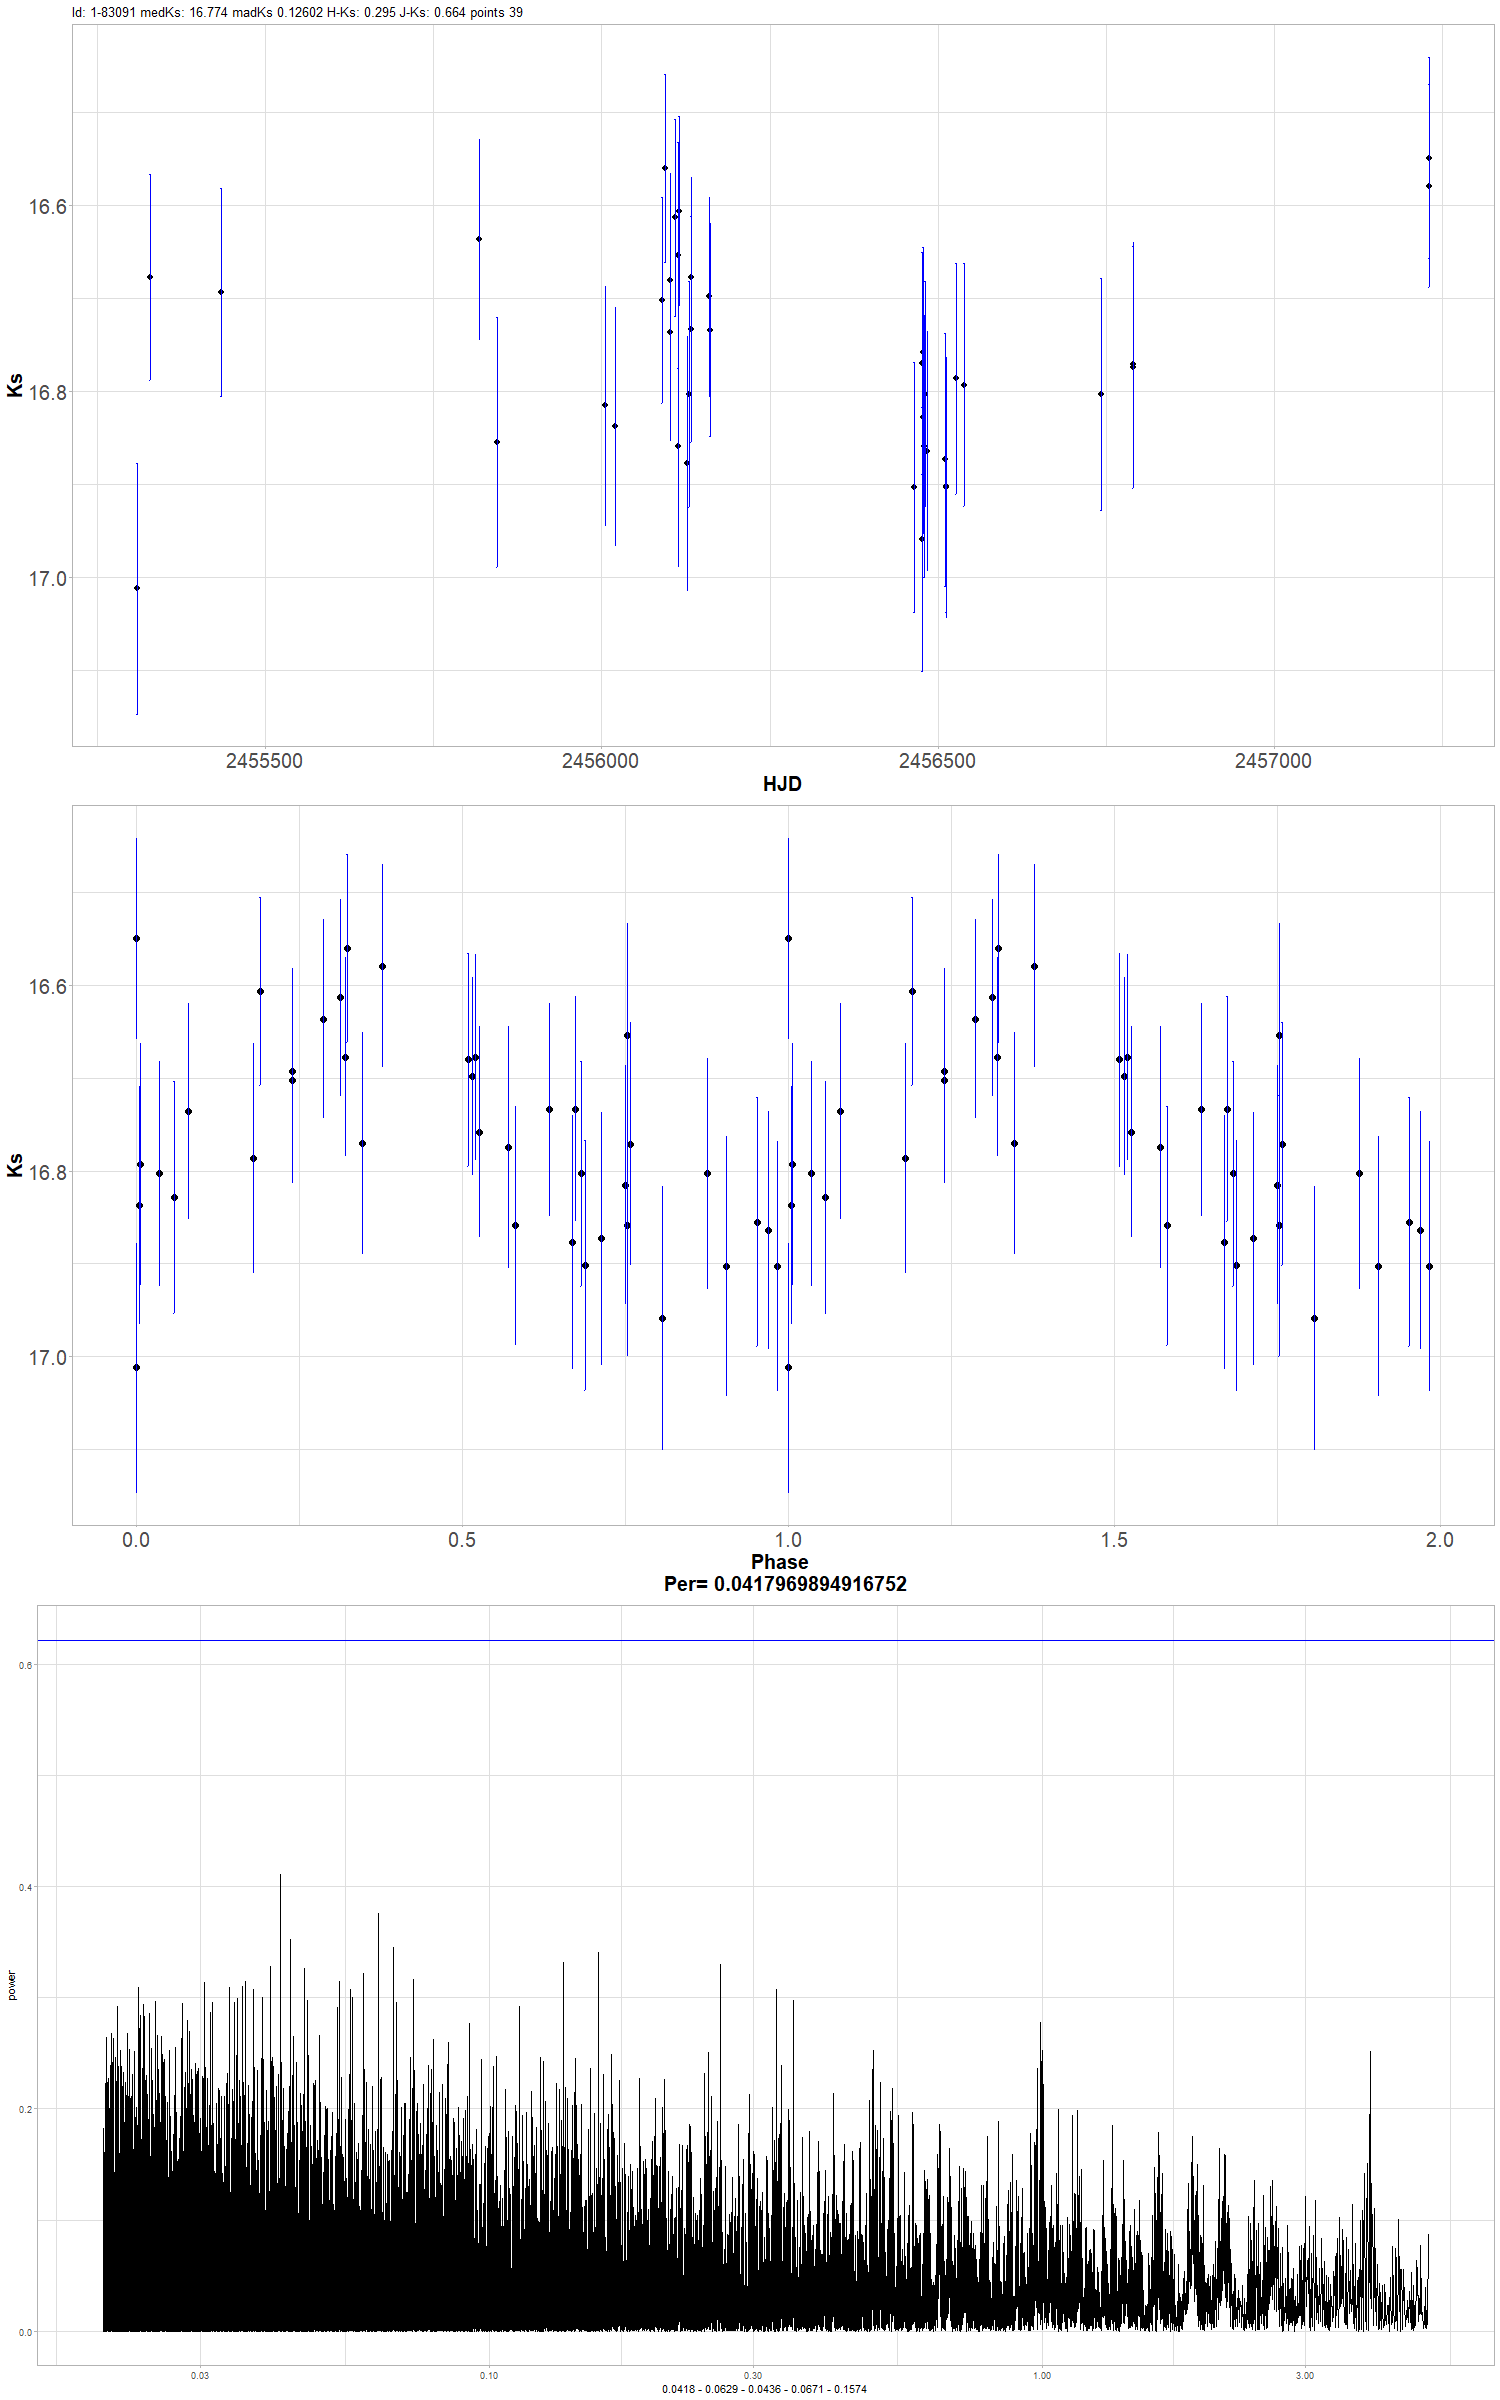 Id: 1-83091 medKs: 16.774 madKs 0.12602 H-Ks: 0.295 J-Ks: 0.664 points 39
16.6
16.8
17.0
Ks
2455500 2456000 2456500 2457000
HJD
16.6
16.8
17.0
Ks
0.0 0.5 1.0 1.5 2.0
Phase
Per= 0.0417969894916752
0.6
0.4
0.2
0.0
power
0.03 0.10 0.30 1.00 3.00
0.0418 - 0.0629 - 0.0436 - 0.0671 - 0.1574